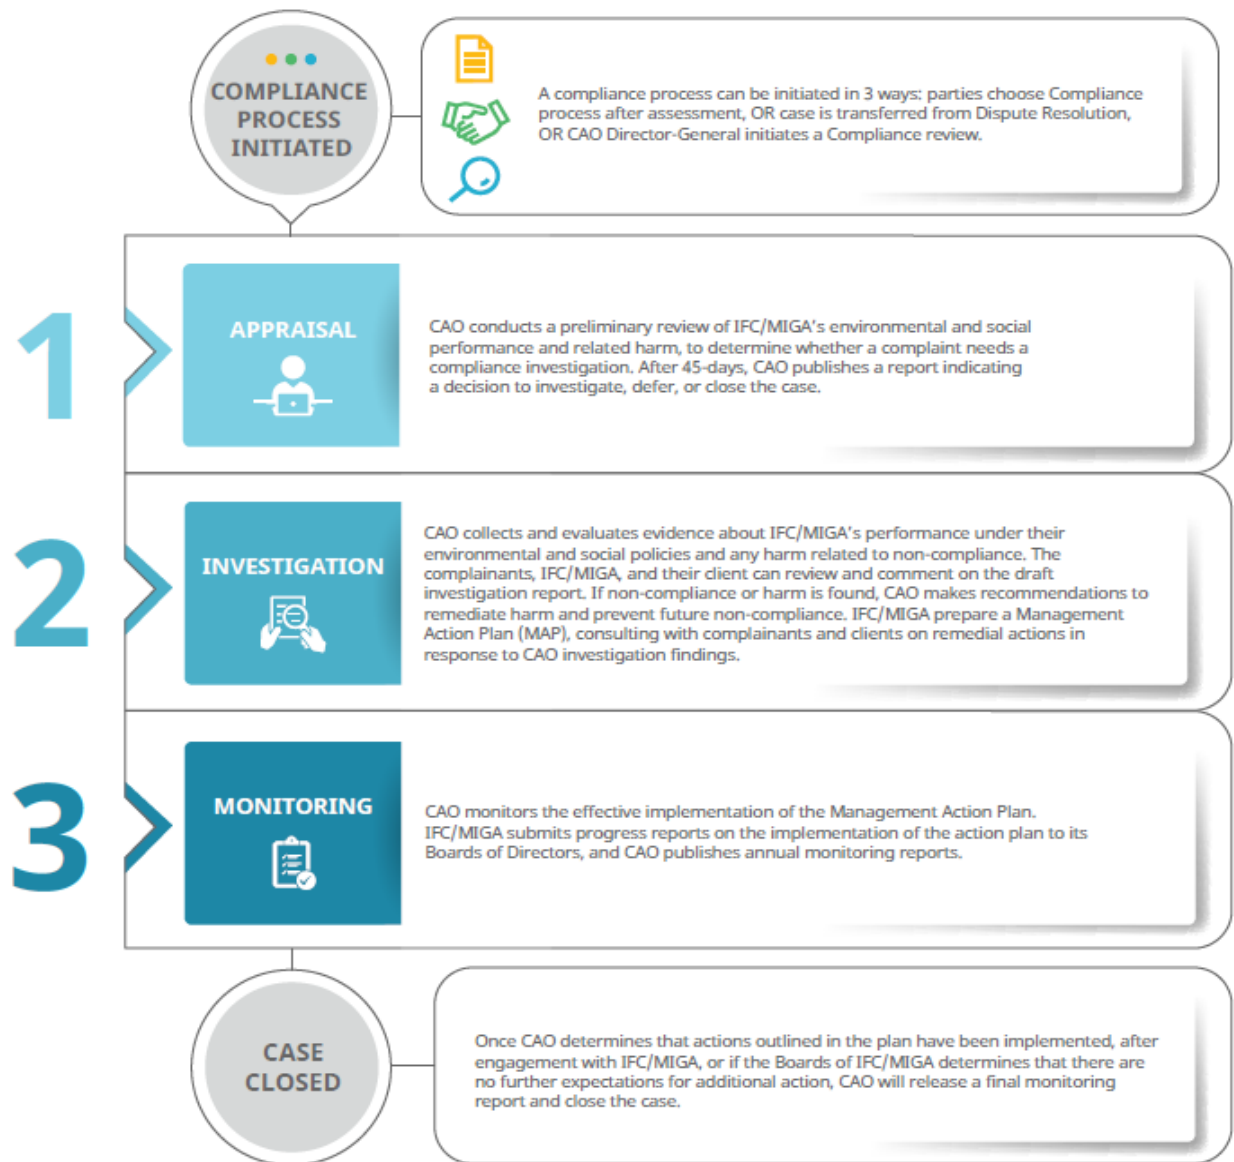 COMPLIANCE
PROCESS
INITIATED
A compliance process can be initiated in 3 ways: parties choose Compliance
process after assessment, OR case is transferred from Dispute Resolution,
OR CAO Director-General initiates a Compliance review.
1
APPRAISAL
CAO conducts a preliminary review of IFC/MIGA's environmental and social
performance and related harm, to determine whether a complaint needs a
compliance investigation. After 45-days, CAO publishes a report indicating
a decision to investigate, defer, or close the case.
2
INVESTIGATION
CAO collects and evaluates evidence about IFC/MIGA's performance under their
environmental and social policies and any harm related to non-compliance. The
complainants, IFC/MIGA, and their client can review and comment on the draft
investigation report. If non-compliance or harm is found, CAO makes recommendations to
remediate harm and prevent future non-compliance. IFC/MIGA prepare a Management
Action Plan (MAP), consulting with complainants and clients on remedial actions in
response to CAO investigation findings.
3
MONITORING
CAO monitors the effective implementation of the Management Action Plan.
IFC/MIGA submits progress reports on the implementation of the action plan to its
Boards of Directors, and CAO publishes annual monitoring reports.
CASE
CLOSED
Once CAO determines that actions outlined in the plan have been implemented, after
engagement with IFC/MIGA, or if the Boards of IFC/MIGA determines that there are
no further expectations for additional action, CAO will release a final monitoring
report and close the case.